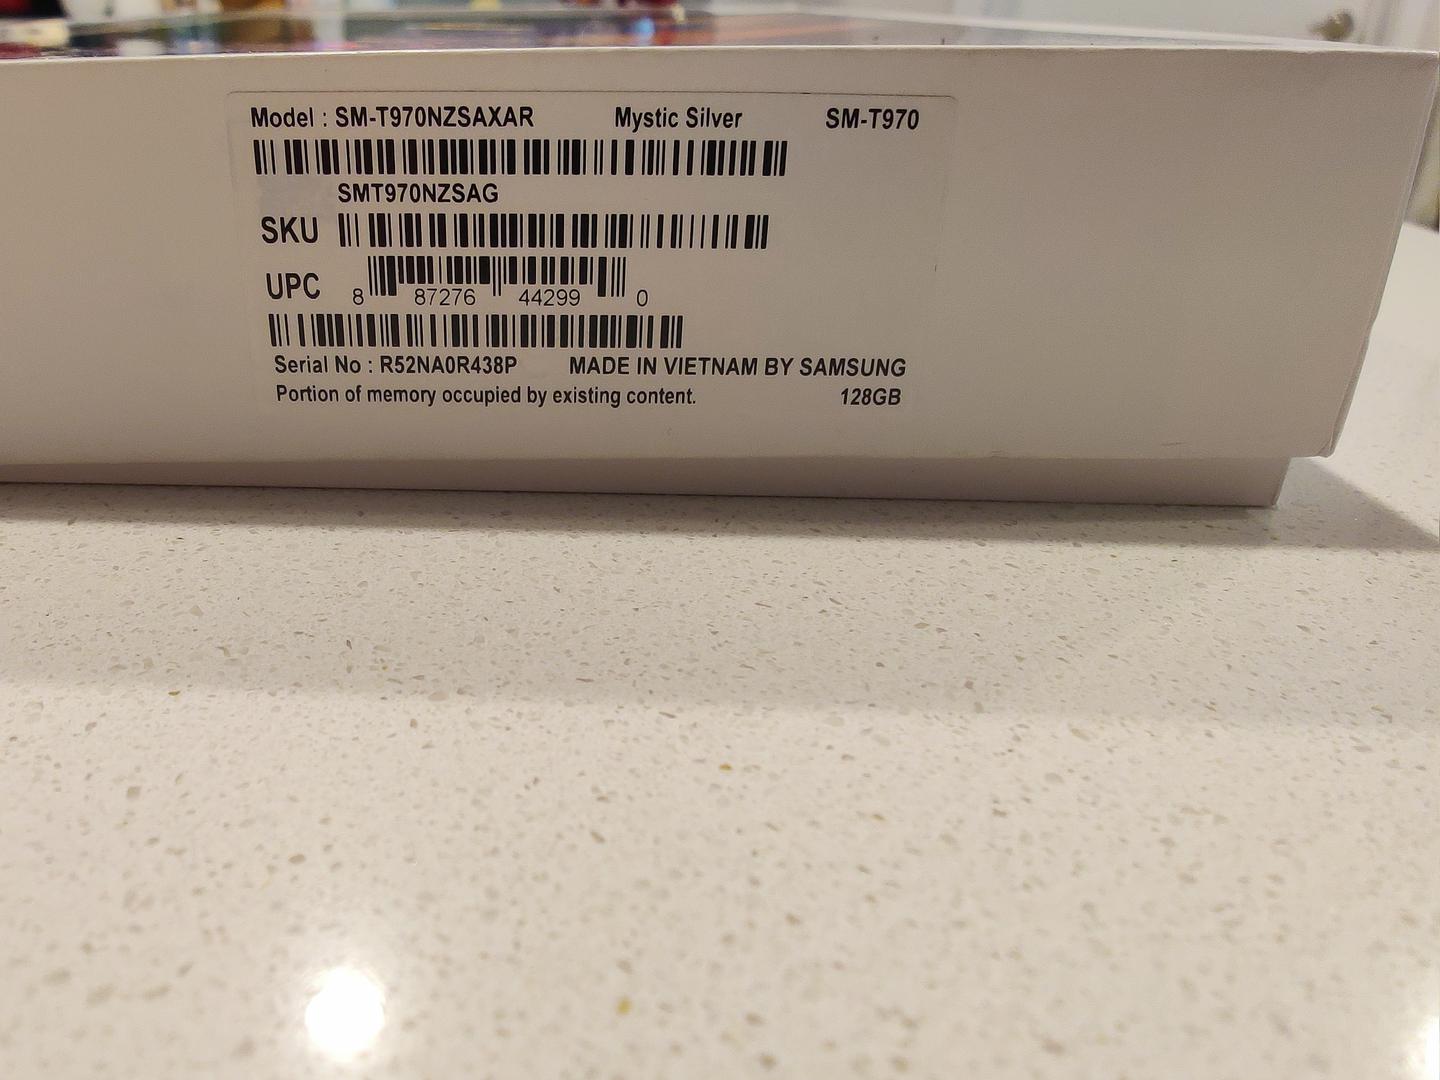 Model : SM-T970NZSAXAR Mystic Silver SM-T970
SMT970NZSAG
SKU
UPC 8 87276 44299 0
Serial No : R52NA0R438P MADE IN VIETNAM BY SAMSUNG
Portion of memory occupied by existing content. 128GB